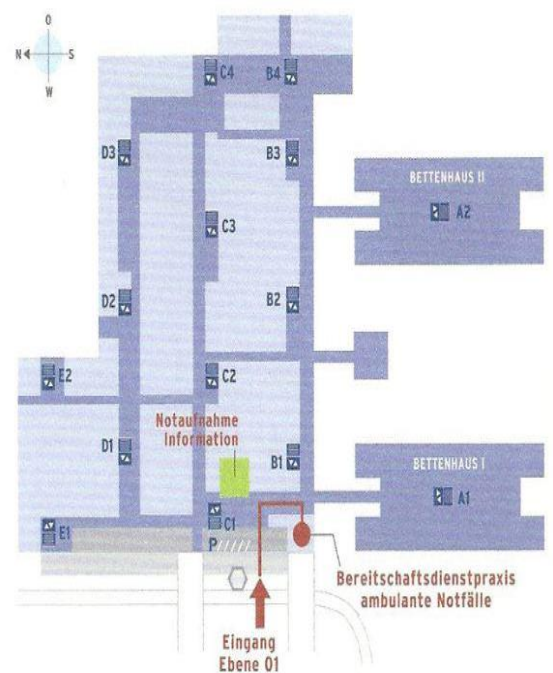 O
N S
W
C4 B4
D3 B3
BETTENHAUS II
A2
C3
D2 B2
E2 C2
Notaufnahme
Information
D1 B1
BETTENHAUS I
A1
E1 C1
P
Bereitschaftsdienstpraxis
ambulante Notfälle
Eingang
Ebene 01